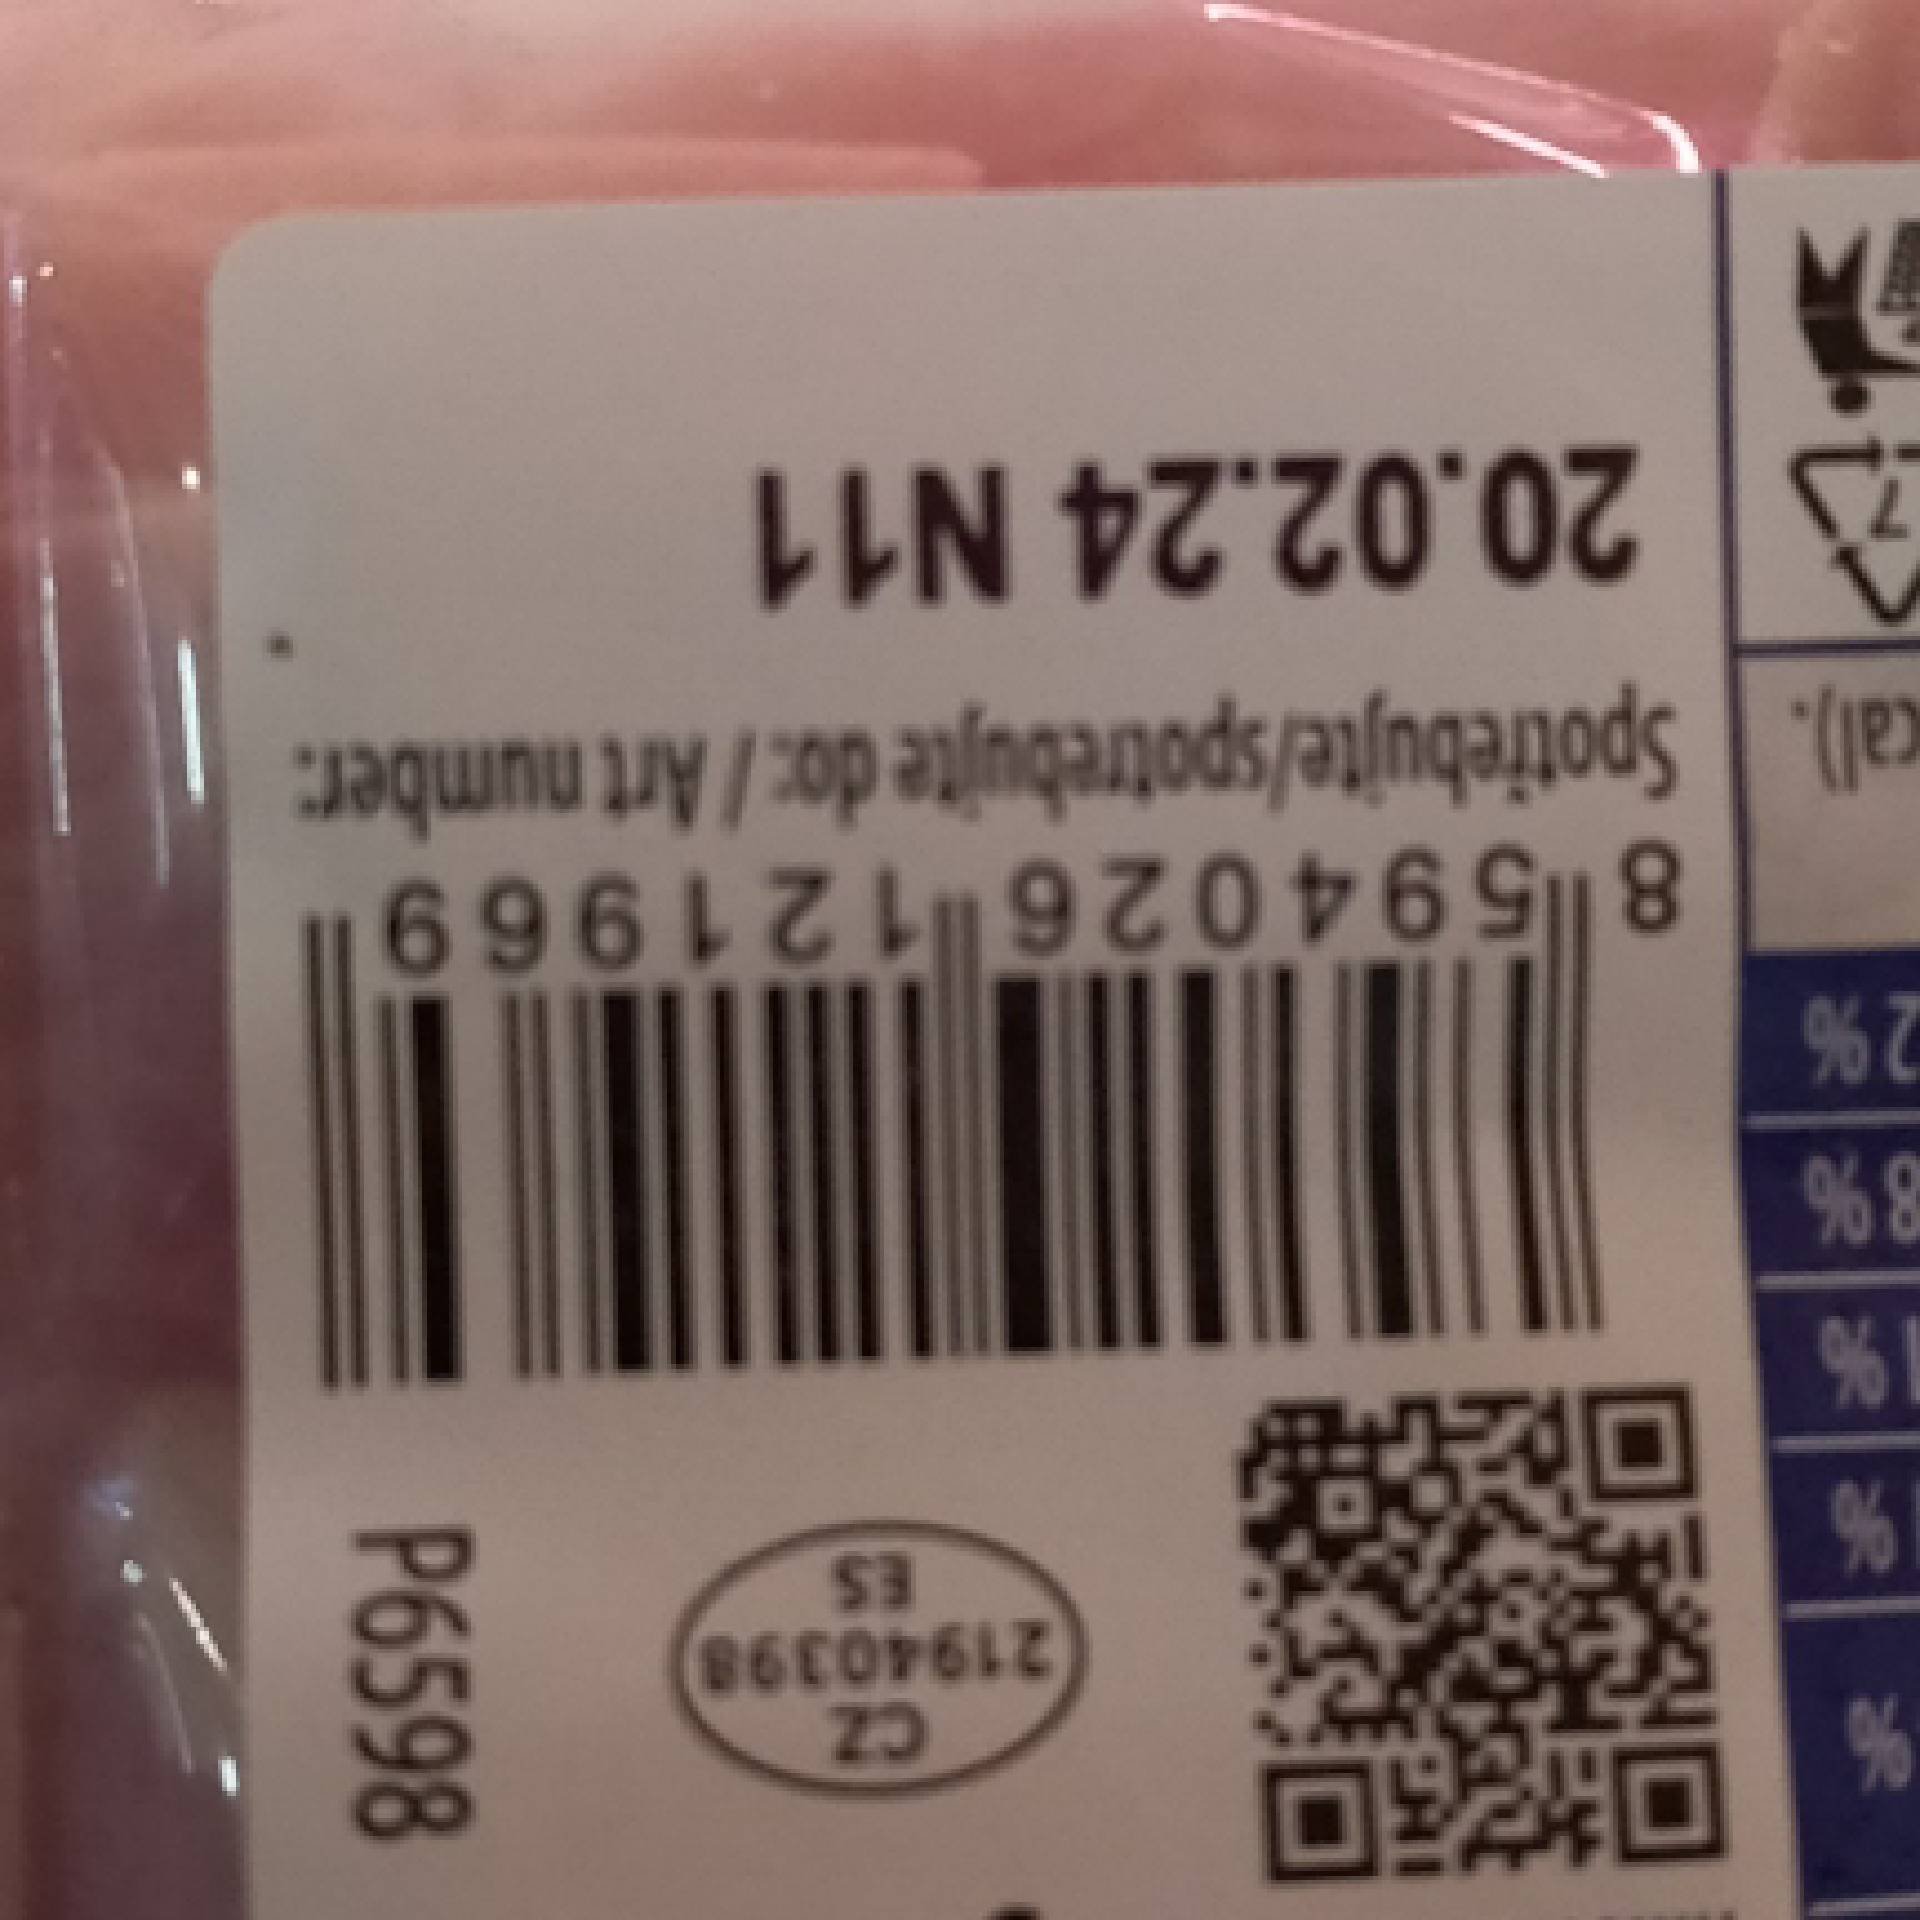 CZ
21940398
ES
P6598
%
%
%
8 %
2 %
8 594026 121969
cal).
Spotřebujte/spotrebujte do: / Art number:
20.02.24 N11
7